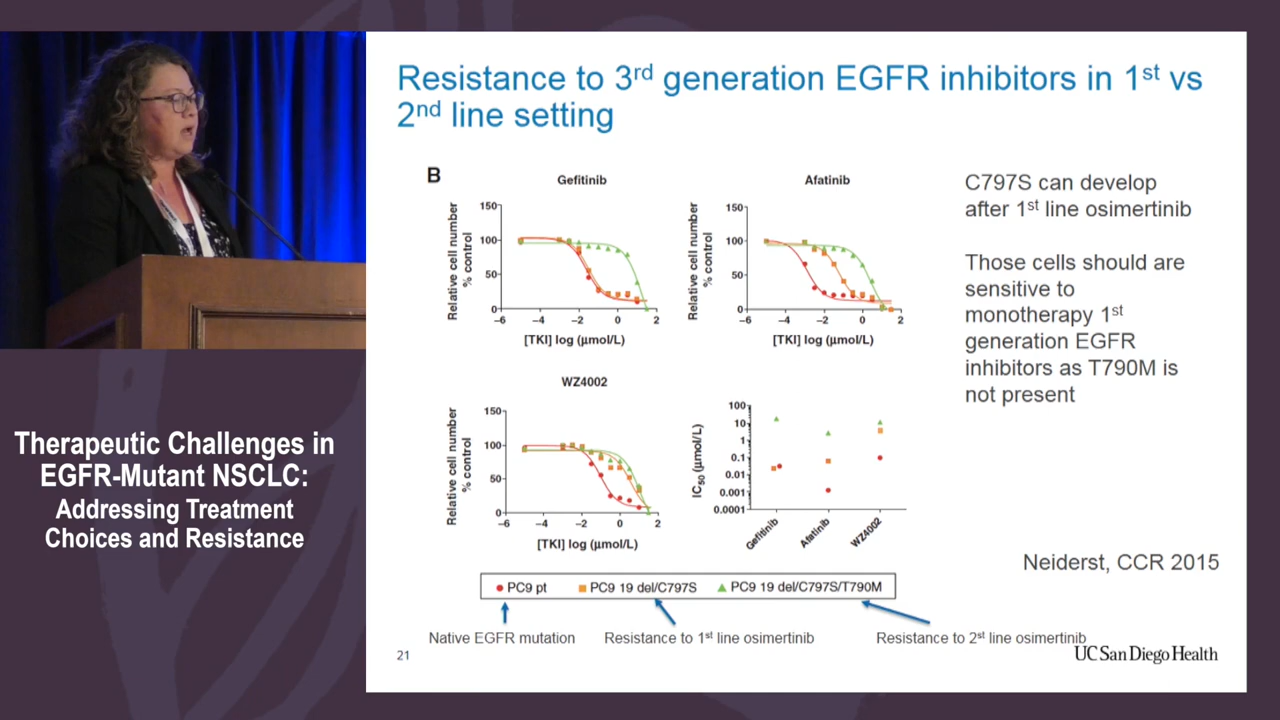 Resistance to 3rd generation EGFR inhibitors in 1st vs
2nd line setting
B
Gefitinib
Relative cell number
% control
150
100
50
0
−6 −4 −2 0 2
[TKI] log (μmol/L)
Afatinib
Relative cell number
% control
150
100
50
0
−6 −4 −2 0 2
[TKI] log (μmol/L)
WZ4002
Relative cell number
% control
150
100
50
0
−6 −4 −2 0 2
[TKI] log (μmol/L)
IC50 (μmol/L)
100
10
1
0.1
0.01
0.001
0.0001
Gefitinib
Afatinib
WZ4002
PC9 pt
PC9 19 del/C797S
PC9 19 del/C797S/T790M
Native EGFR mutation
Resistance to 1st line osimertinib
Resistance to 2st line osimertinib
C797S can develop
after 1st line osimertinib
Those cells should are
sensitive to
monotherapy 1st
generation EGFR
inhibitors as T790M is
not present
Neiderst, CCR 2015
21
UC San Diego Health
Therapeutic Challenges in
EGFR-Mutant NSCLC:
Addressing Treatment
Choices and Resistance